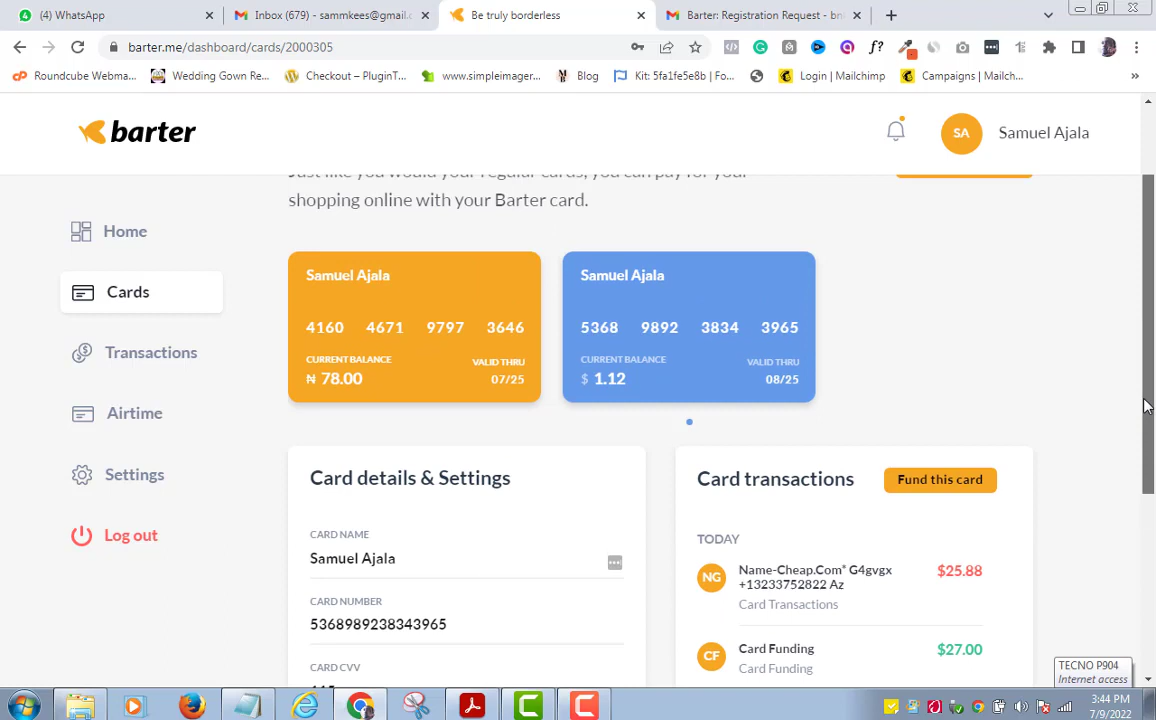 (4) WhatsApp
Inbox (679) - sammkees@gmail.c
Be truly borderless
Barter: Registration Request - bn
barter.me/dashboard/cards/2000305
Roundcube Webma...
Wedding Gown Re...
Checkout – PluginT...
www.simpleimager...
Blog
Kit: 5fa1fe5e8b | Fo...
Login | Mailchimp
Campaigns | Mailch...
barter
SA
Samuel Ajala
Just like you would your regular cards, you can pay for your
shopping online with your Barter card.
Home
Cards
Transactions
Airtime
Settings
Log out
Samuel Ajala
4160 4671 9797 3646
CURRENT BALANCE
VALID THRU
₦ 78.00
07/25
Samuel Ajala
5368 9892 3834 3965
CURRENT BALANCE
VALID THRU
$ 1.12
08/25
Card details & Settings
CARD NAME
Samuel Ajala
CARD NUMBER
5368989238343965
CARD CVV
Card transactions
Fund this card
TODAY
NG
Name-Cheap.Com* G4gvgx
+13233752822 Az
$25.88
Card Transactions
CF
Card Funding
$27.00
Card Funding
TECNO P904
Internet access
3:44 PM
7/9/2022